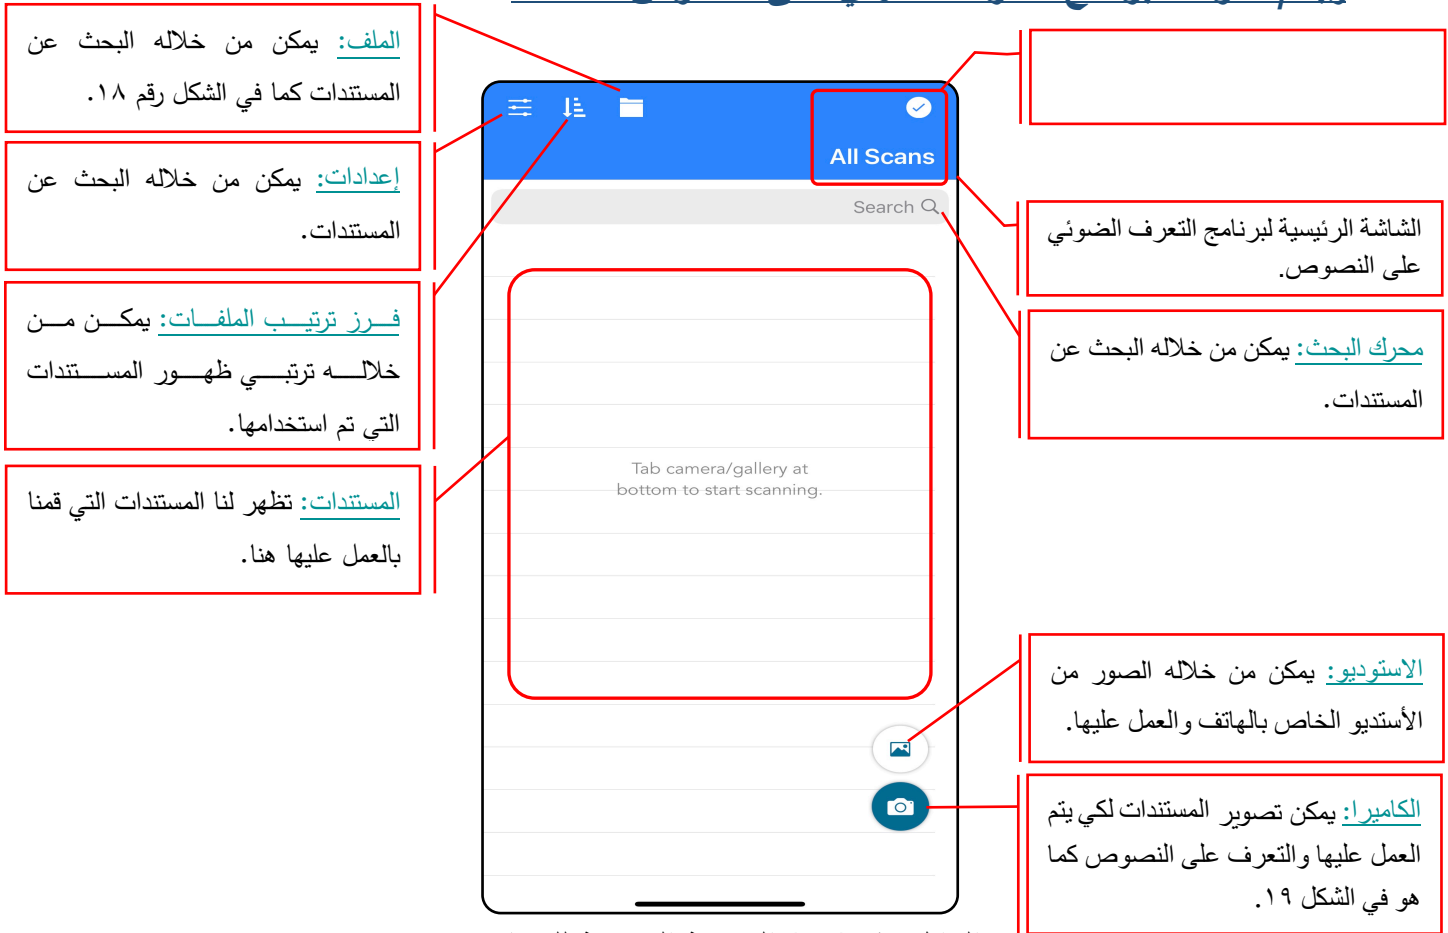 الملف: يمكن من خلاله البحث عن
المستندات كما في الشكل رقم ١٨.
إعدادات: يمكن من خلاله البحث عن
المستندات.
فرز ترتيب الملفات: يمكن من
خلاله ترتبي ظهور المستندات
التي تم استخدامها.
المستندات: تظهر لنا المستندات التي قمنا
بالعمل عليها هنا.
All Scans
Search
Tab camera/gallery at
bottom to start scanning.
الشاشة الرئيسية لبرنامج التعرف الضوئي
على النصوص.
محرك البحث: يمكن من خلاله البحث عن
المستندات.
الاستوديو: يمكن من خلاله الصور من
الأستديو الخاص بالهاتف والعمل عليها.
الكاميرا: يمكن تصوير المستندات لكي يتم
العمل عليها والتعرف على النصوص كما
هو في الشكل ١٩.